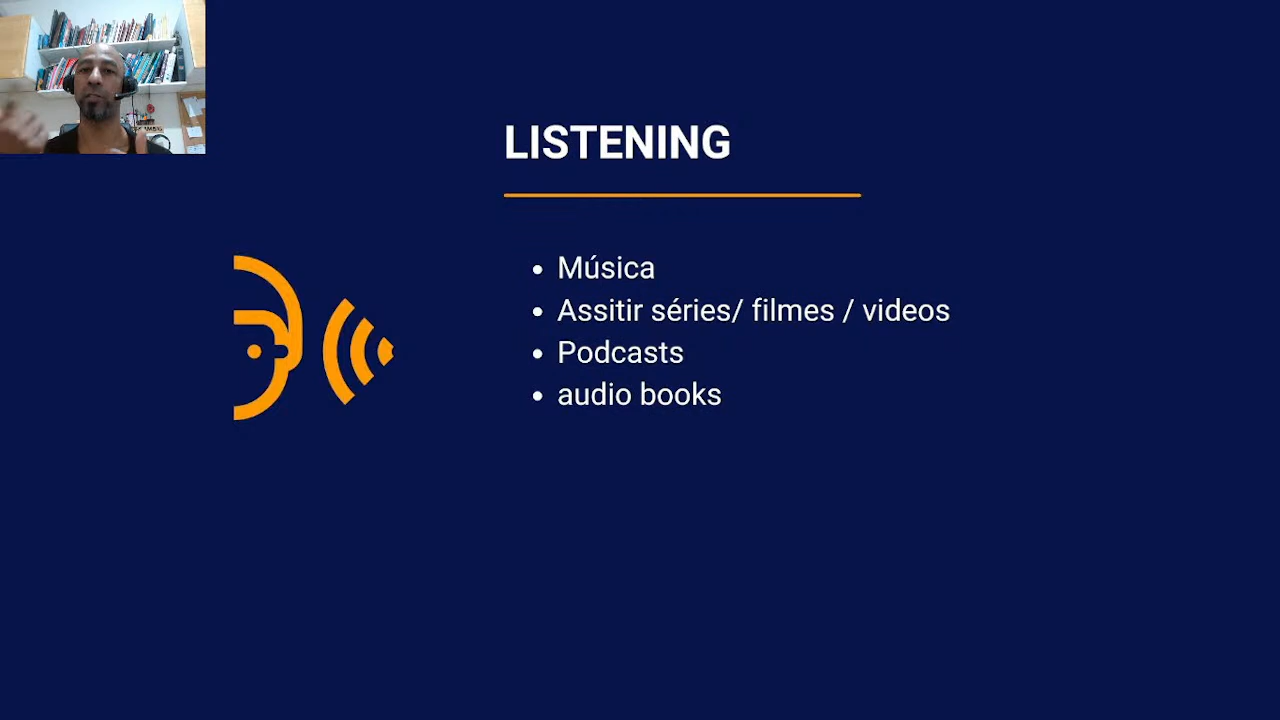 LISTENING
Música
Assitir séries/ filmes / videos
Podcasts
audio books